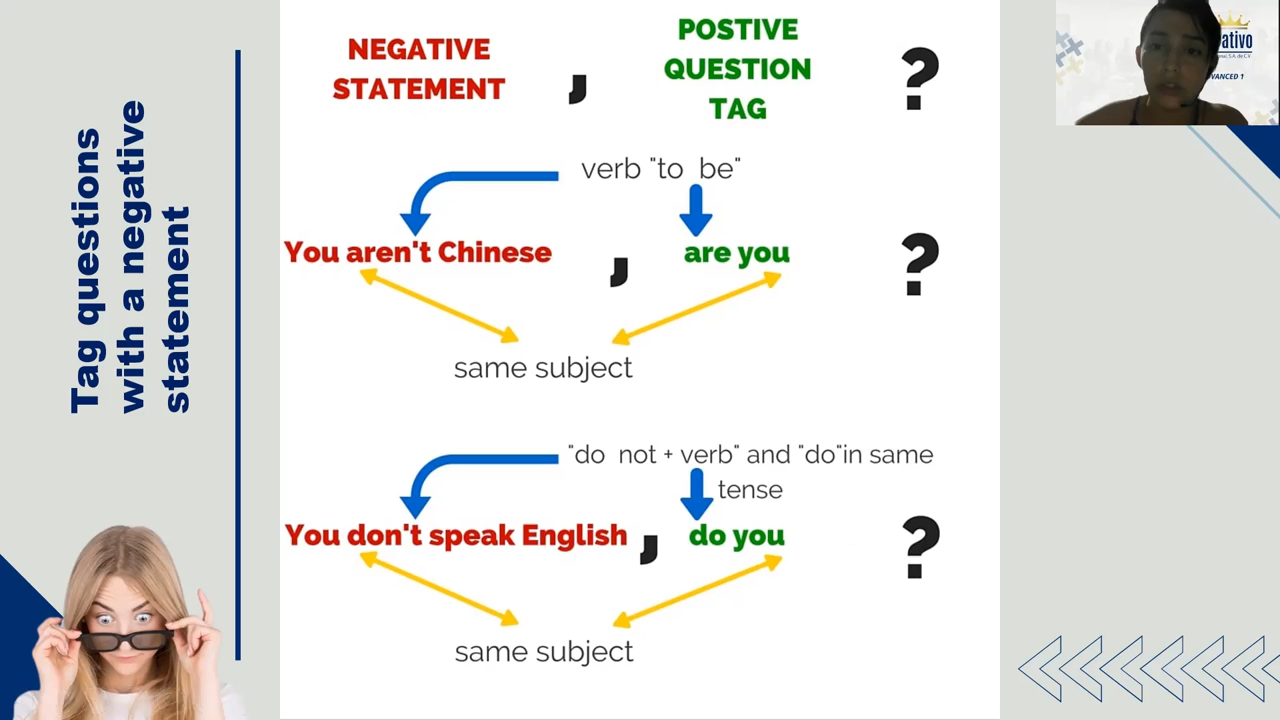 Tag questions
with a negative
statement
NEGATIVE
STATEMENT
,
POSTIVE
QUESTION
TAG
?
verb "to be"
You aren't Chinese , are you ?
same subject
"do not + verb" and "do"in same
tense
You don't speak English , do you ?
same subject
ativo
S.A. de C.V.
VANCED 1